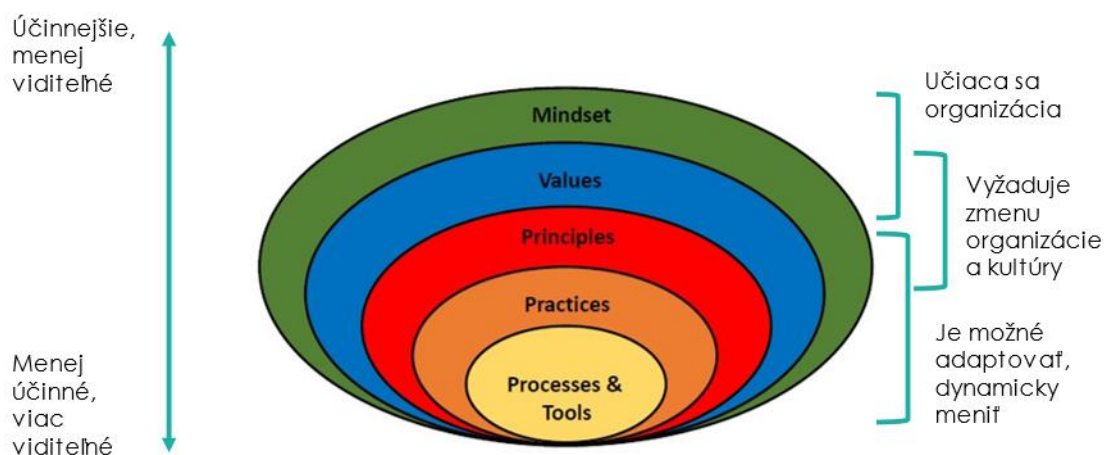 Účinnejšie,
menej
viditeľné
Menej
účinné,
viac
viditeľné
Mindset
Values
Principles
Practices
Processes &
Tools
Učiaca sa
organizácia
Vyžaduje
zmenu
organizácie
a kultúry
Je možné
adaptovať,
dynamicky
meniť